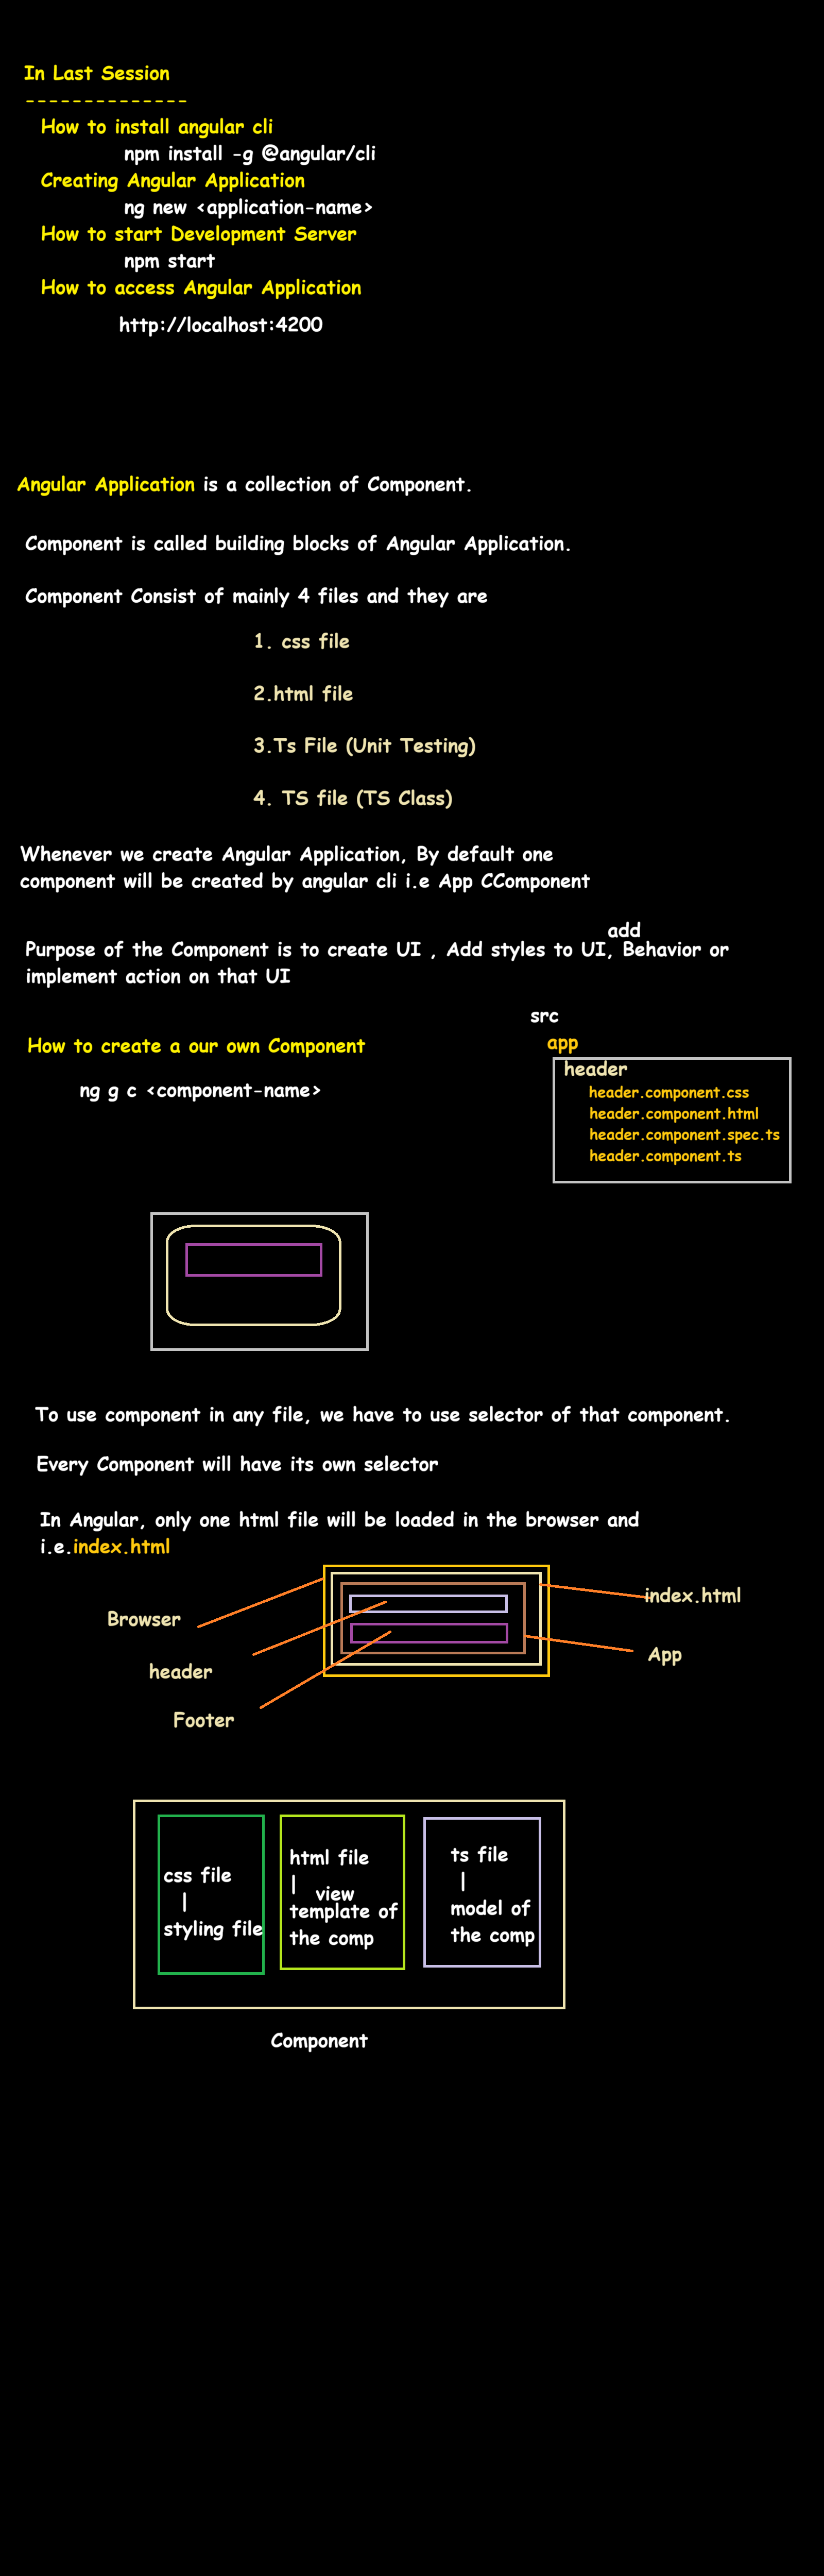 In Last Session
--------------
How to install angular cli
npm install -g @angular/cli
Creating Angular Application
ng new <application-name>
How to start Development Server
npm start
How to access Angular Application
http://localhost:4200
Angular Application is a collection of Component.
Component is called building blocks of Angular Application.
Component Consist of mainly 4 files and they are
1. css file
2.html file
3.Ts File (Unit Testing)
4. TS file (TS Class)
Whenever we create Angular Application, By default one
component will be created by angular cli i.e App CComponent
add
Purpose of the Component is to create UI , Add styles to UI, Behavior or
implement action on that UI
src
app
How to create a our own Component
header
ng g c <component-name>
header.component.css
header.component.html
header.component.spec.ts
header.component.ts
To use component in any file, we have to use selector of that component.
Every Component will have its own selector
In Angular, only one html file will be loaded in the browser and
i.e.index.html
index.html
Browser
App
header
Footer
css file
|
styling file
html file
| view
template of
the comp
ts file
|
model of
the comp
Component